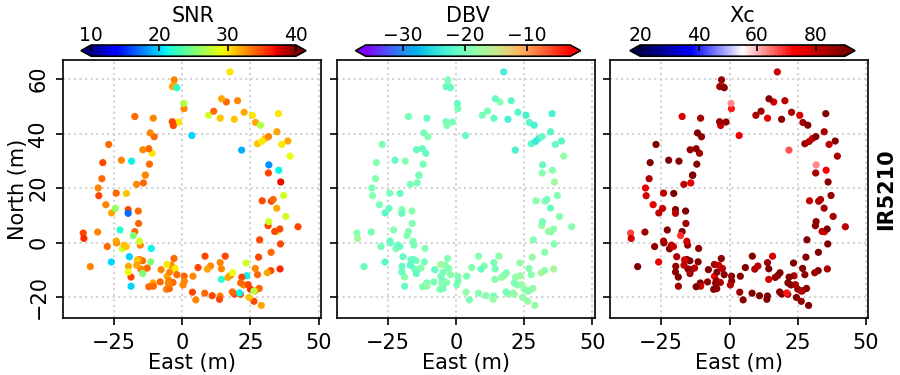 SNR DBV Xc
10 20 30 40 −30 −20 −10 20 40 60 80
60
40
20
0
−20
North (m)
−25 0 25 50 −25 0 25 50 −25 0 25 50
East (m) East (m) East (m)
IR5210